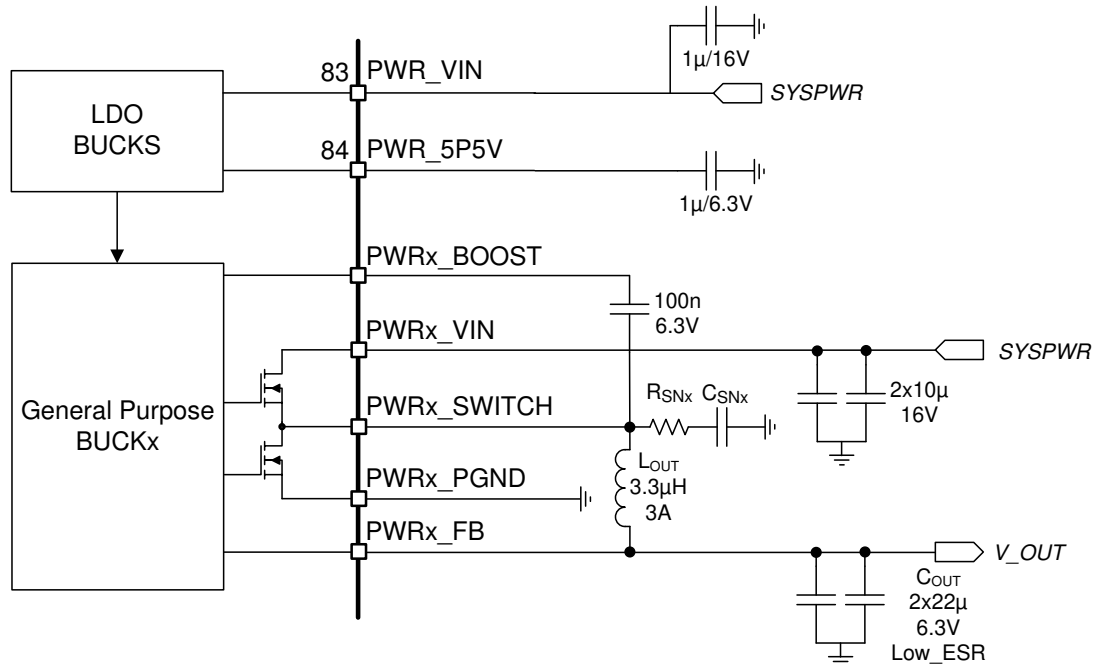 1µ/16V
83
PWR_VIN
SYSPWR
LDO
BUCKS
84
PWR_5P5V
1µ/6.3V
PWRx_BOOST
100n
6.3V
PWRx_VIN
SYSPWR
RSNx
CSNx
2x10µ
16V
General Purpose
BUCKx
PWRx_SWITCH
LOUT
3.3µH
3A
PWRx_PGND
PWRx_FB
V_OUT
COUT
2x22µ
6.3V
Low_ESR